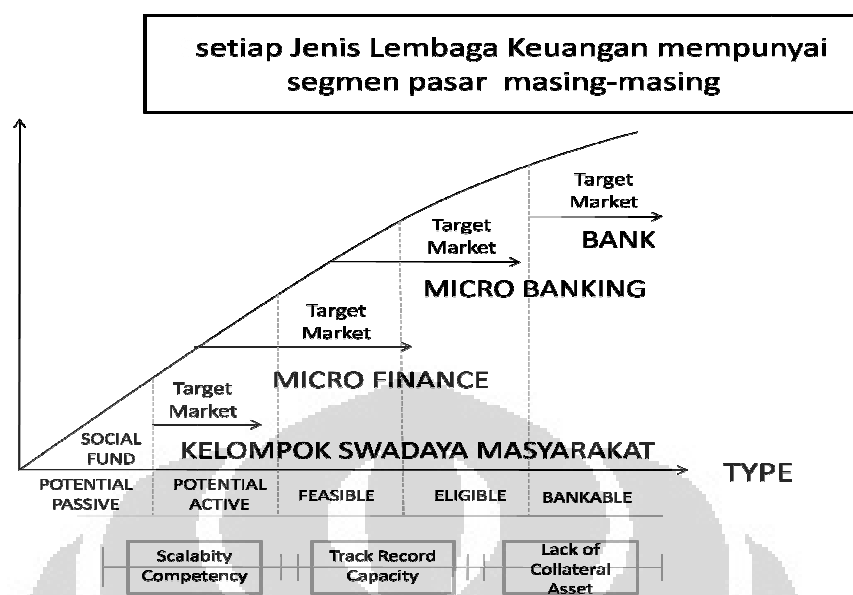 setiap Jenis Lembaga Keuangan mempunyai
segmen pasar masing-masing
Target
Market
BANK
Target
Market
MICRO BANKING
Target
Market
MICRO FINANCE
Target
Market
SOCIAL
FUND
KELOMPOK SWADAYA MASYARAKAT
TYPE
POTENTIAL
PASSIVE
POTENTIAL
ACTIVE
FEASIBLE
ELIGIBLE
BANKABLE
Scalabity
Competency
Track Record
Capacity
Lack of
Collateral
Asset